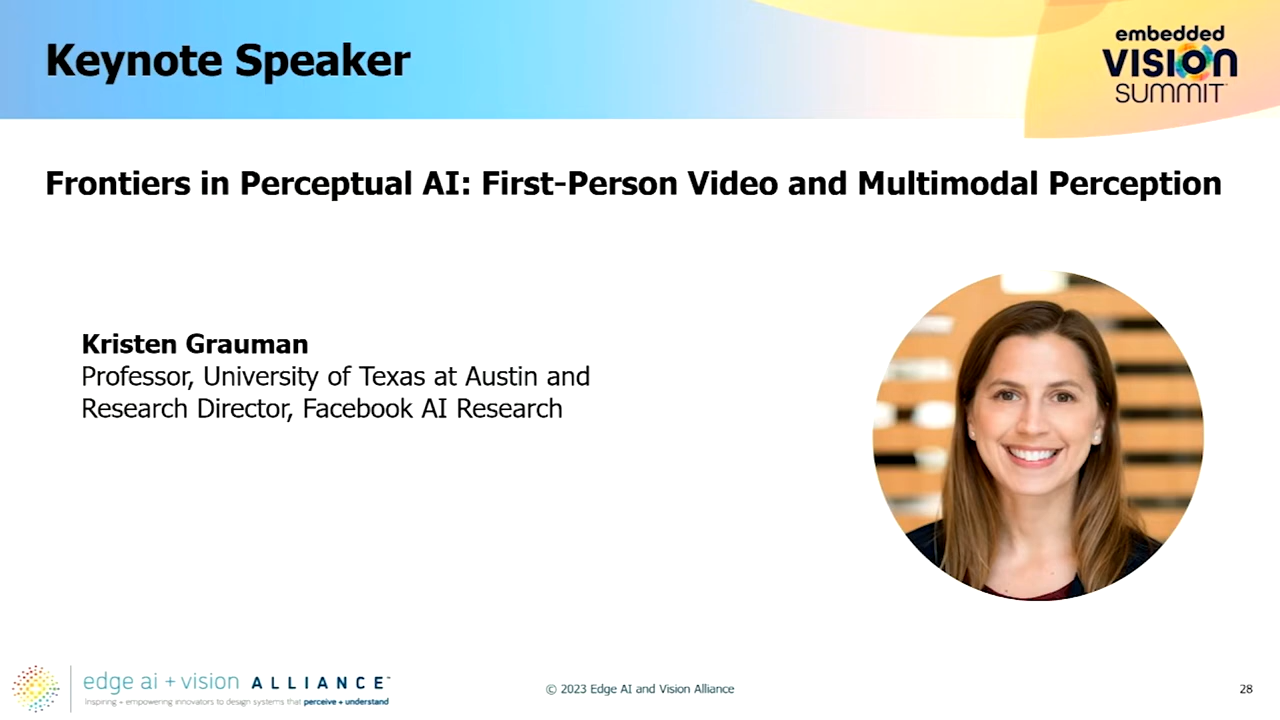 Keynote Speaker
embedded
VISION
SUMMIT
Frontiers in Perceptual AI: First-Person Video and Multimodal Perception
Kristen Grauman
Professor, University of Texas at Austin and
Research Director, Facebook AI Research
edge ai + vision ALLIANCE™
Inspiring + empowering innovators to design systems that perceive + understand
© 2023 Edge AI and Vision Alliance
28